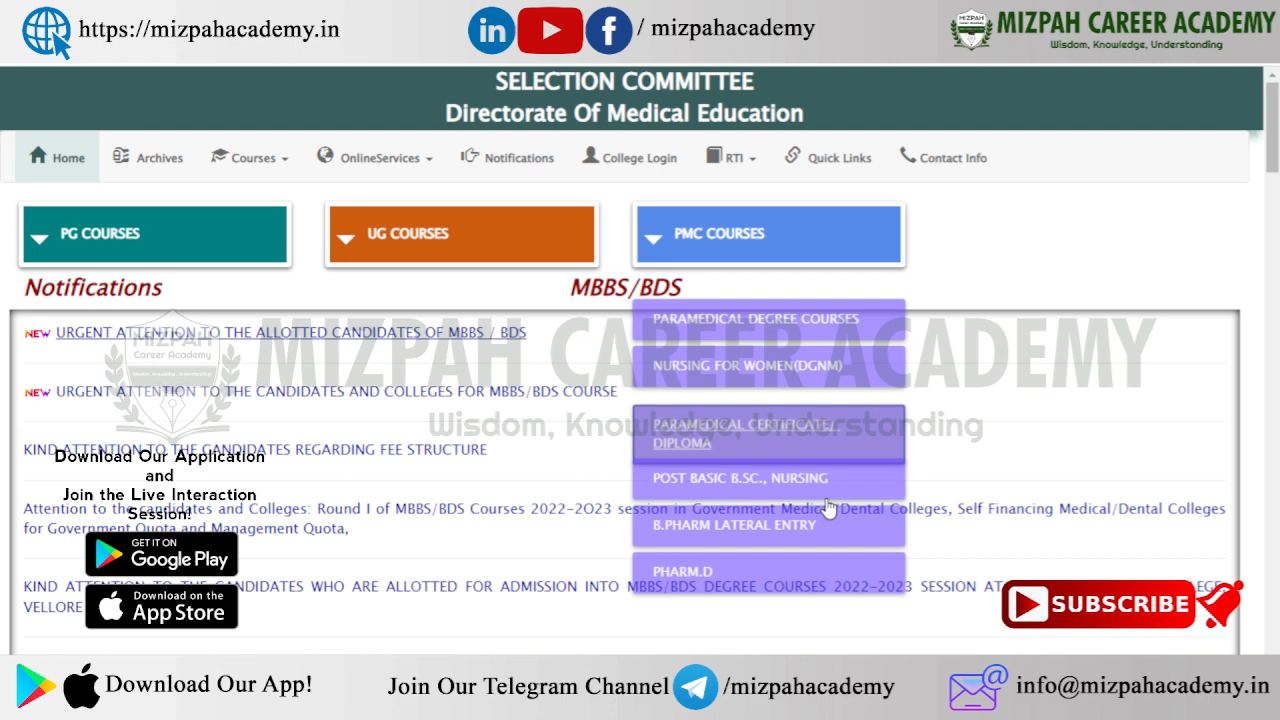 https://mizpahacademy.in
/ mizpahacademy
MIZPAH CAREER ACADEMY
Wisdom, Knowledge, Understanding
SELECTION COMMITTEE
Directorate Of Medical Education
Home
Archives
Courses
OnlineServices
Notifications
College Login
RTI
Quick Links
Contact Info
PG COURSES
UG COURSES
PMC COURSES
Notifications
MBBS/BDS
NEW URGENT ATTENTION TO THE ALLOTTED CANDIDATES OF MBBS / BDS
NEW URGENT ATTENTION TO THE CANDIDATES AND COLLEGES FOR MBBS/BDS COURSE
KIND ATTENTION TO THE CANDIDATES REGARDING FEE STRUCTURE
Attention to the candidates and Colleges: Round I of MBBS/BDS Courses 2022-2023 session in Government Medical/Dental Colleges, Self Financing Medical/Dental Colleges
for Government Quota and Management Quota,
KIND ATTENTION TO THE CANDIDATES WHO ARE ALLOTTED FOR ADMISSION INTO MBBS/BDS DEGREE COURSES 2022-2023 SESSION AT
VELLORE
PARAMEDICAL DEGREE COURSES
NURSING FOR WOMEN(DGNM)
PARAMEDICAL CERTIFICATE/
DIPLOMA
POST BASIC B.SC., NURSING
B.PHARM LATERAL ENTRY
PHARM.D
MIZPAH
Career Academy
MIZPAH CAREER ACADEMY
Wisdom, Knowledge, Understanding
Download Our Application
and
Join the Live Interaction
Session!
GET IT ON
Google Play
Download on the
App Store
SUBSCRIBE
Download Our App!
Join Our Telegram Channel
/mizpahacademy
info@mizpahacademy.in